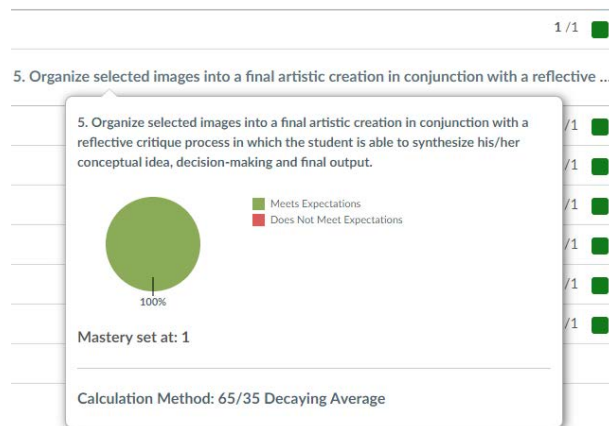 1 /1
5. Organize selected images into a final artistic creation in conjunction with a reflective ...
5. Organize selected images into a final artistic creation in conjunction with a
reflective critique process in which the student is able to synthesize his/her
conceptual idea, decision-making and final output.
/1
/1
/1
/1
/1
/1
Meets Expectations
Does Not Meet Expectations
100%
Mastery set at: 1
Calculation Method: 65/35 Decaying Average